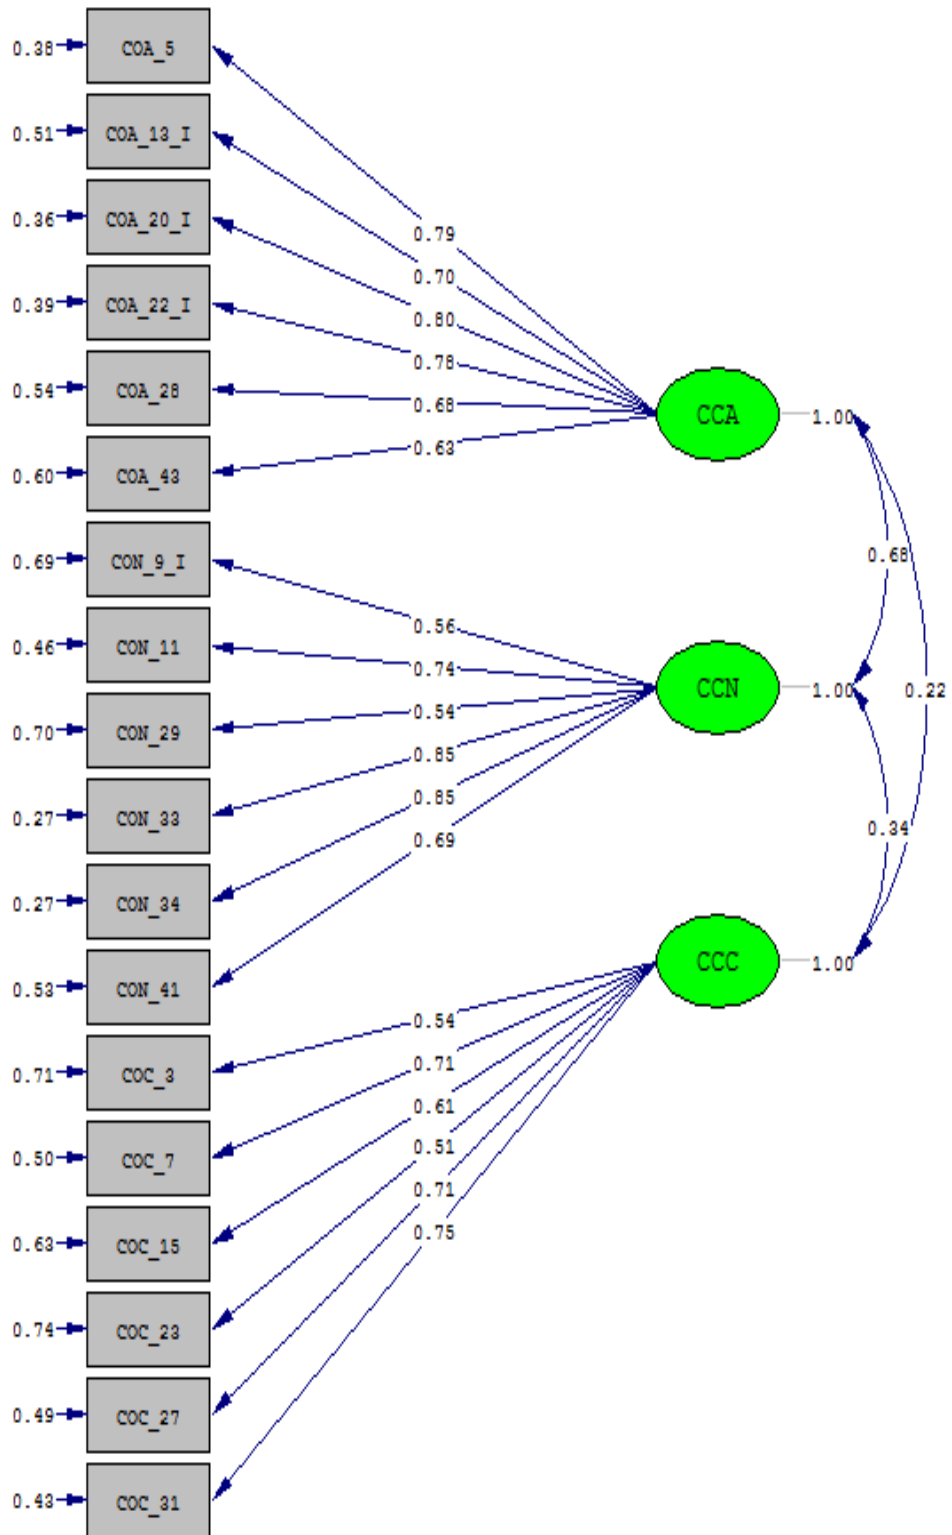 0.38 COA_5
0.51 COA_13_I
0.36 COA_20_I
0.39 COA_22_I
0.54 COA_28
0.60 COA_43
0.69 CON_9_I
0.46 CON_11
0.70 CON_29
0.27 CON_33
0.27 CON_34
0.53 CON_41
0.71 COC_3
0.50 COC_7
0.63 COC_15
0.74 COC_23
0.49 COC_27
0.43 COC_31
0.79
0.70
0.80
0.78
0.68
0.63
0.56
0.74
0.54
0.85
0.85
0.69
0.54
0.71
0.61
0.51
0.71
0.75
CCA 1.00
CCN 1.00
CCC 1.00
0.68
0.22
0.34